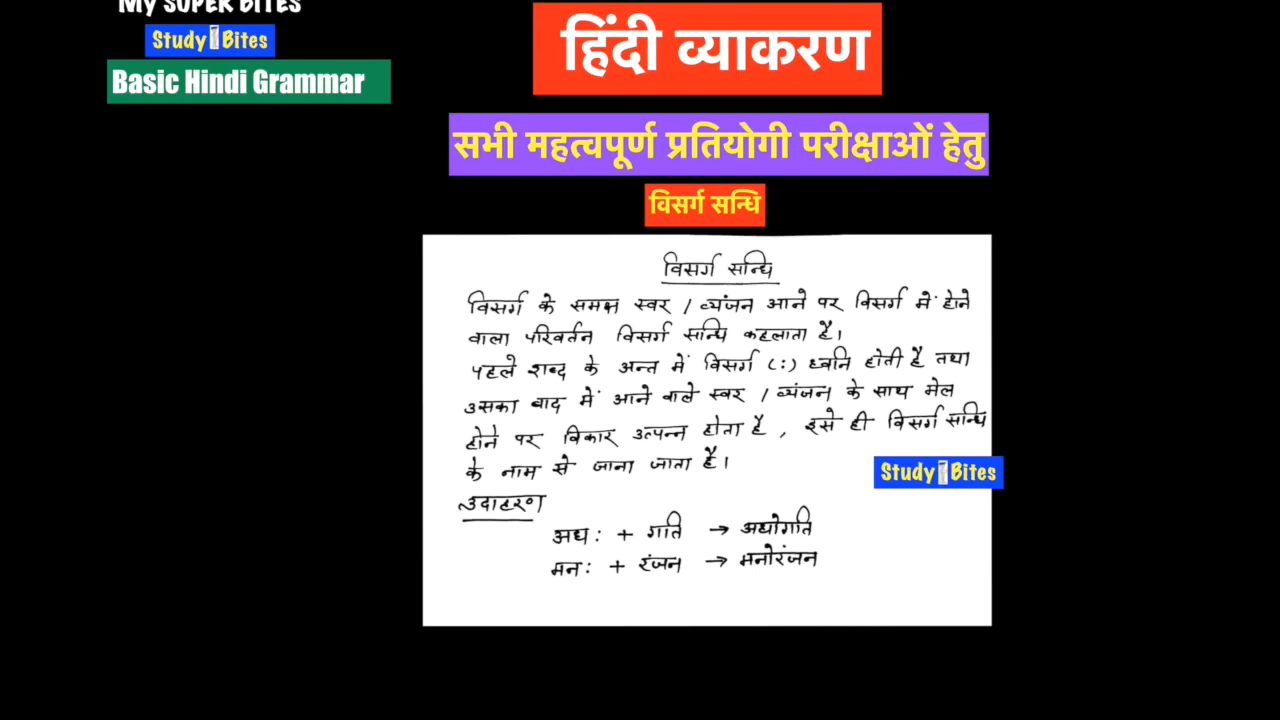 My SUPER BITES
Study Bites
Basic Hindi Grammar
हिंदी व्याकरण
सभी महत्वपूर्ण प्रतियोगी परीक्षाओं हेतु
विसर्ग सन्धि
विसर्ग सन्धि
विसर्ग के समक्ष स्वर / व्यंजन आने पर विसर्ग में होने
वाला परिवर्तन विसर्ग सन्धि कहलाता है।
पहले शब्द के अन्त में विसर्ग (:) ध्वनि होती है तथा
उसका बाद में आने वाले स्वर / व्यंजन के साथ मेल
होने पर विकार उत्पन्न होता है , इसे ही विसर्ग सन्धि
के नाम से जाना जाता है।
Study Bites
उदाहरण
अध: + गति → अधोगति
मन: + रंजन → मनोरंजन